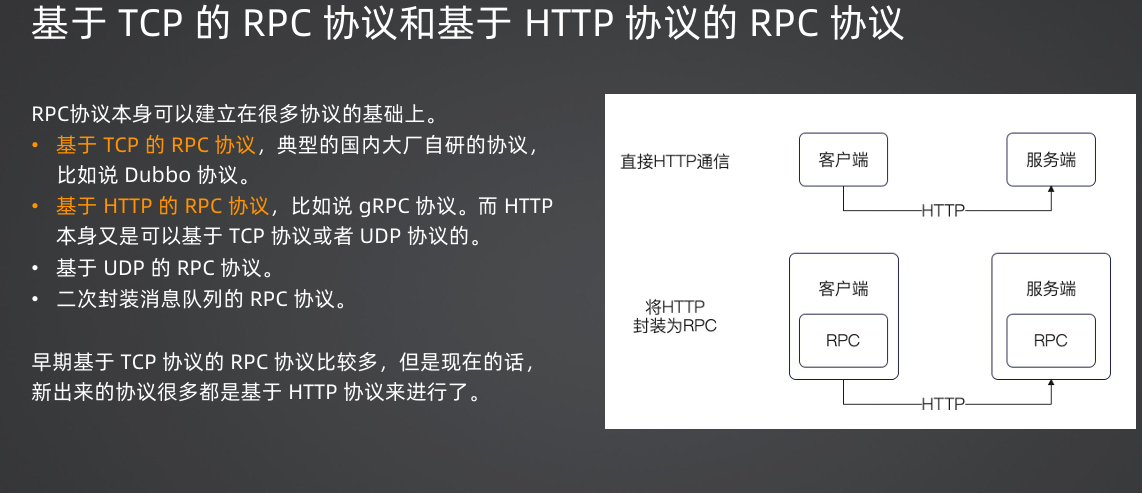 基于 TCP 的 RPC 协议和基于 HTTP 协议的 RPC 协议
RPC协议本身可以建立在很多协议的基础上。
• 基于 TCP 的 RPC 协议，典型的国内大厂自研的协议，
比如说 Dubbo 协议。
• 基于 HTTP 的 RPC 协议，比如说 gRPC 协议。而 HTTP
本身又是可以基于 TCP 协议或者 UDP 协议的。
• 基于 UDP 的 RPC 协议。
• 二次封装消息队列的 RPC 协议。
早期基于 TCP 协议的 RPC 协议比较多，但是现在的话，
新出来的协议很多都是基于 HTTP 协议来进行了。
直接HTTP通信
客户端
服务端
HTTP
将HTTP
封装为RPC
客户端
RPC
服务端
RPC
HTTP